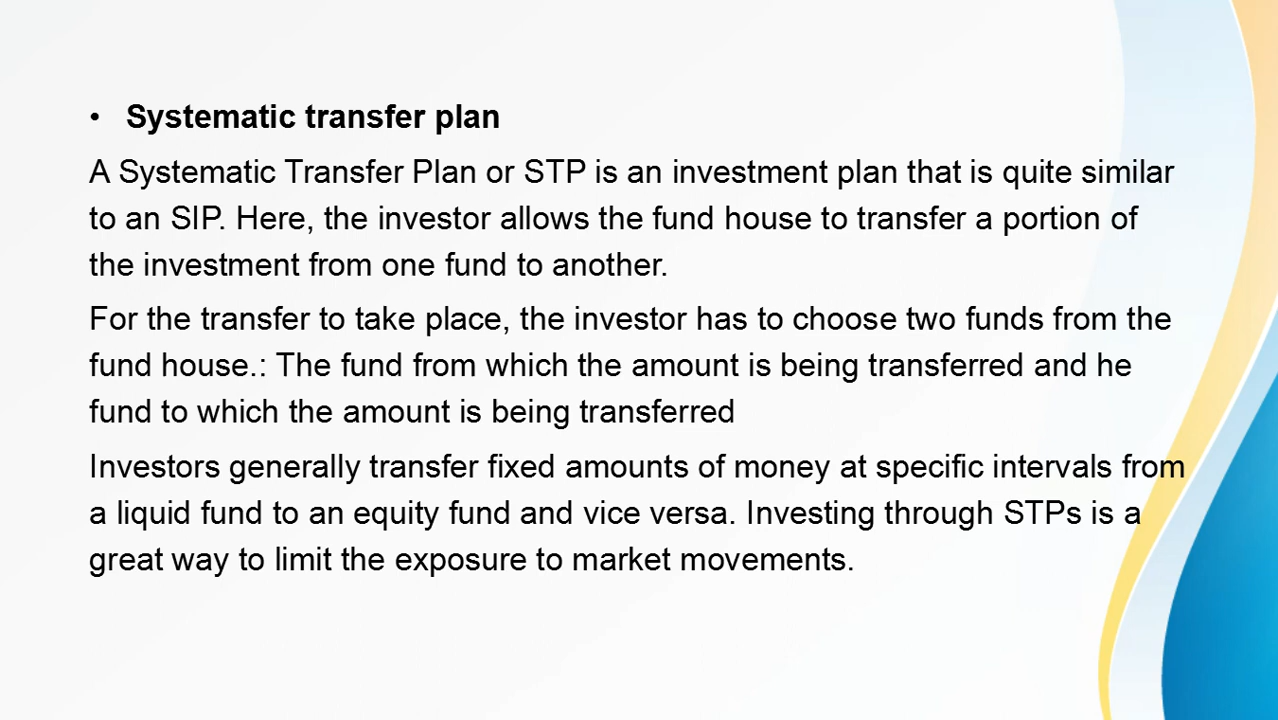 • Systematic transfer plan
A Systematic Transfer Plan or STP is an investment plan that is quite similar
to an SIP. Here, the investor allows the fund house to transfer a portion of
the investment from one fund to another.
For the transfer to take place, the investor has to choose two funds from the
fund house.: The fund from which the amount is being transferred and he
fund to which the amount is being transferred
Investors generally transfer fixed amounts of money at specific intervals from
a liquid fund to an equity fund and vice versa. Investing through STPs is a
great way to limit the exposure to market movements.